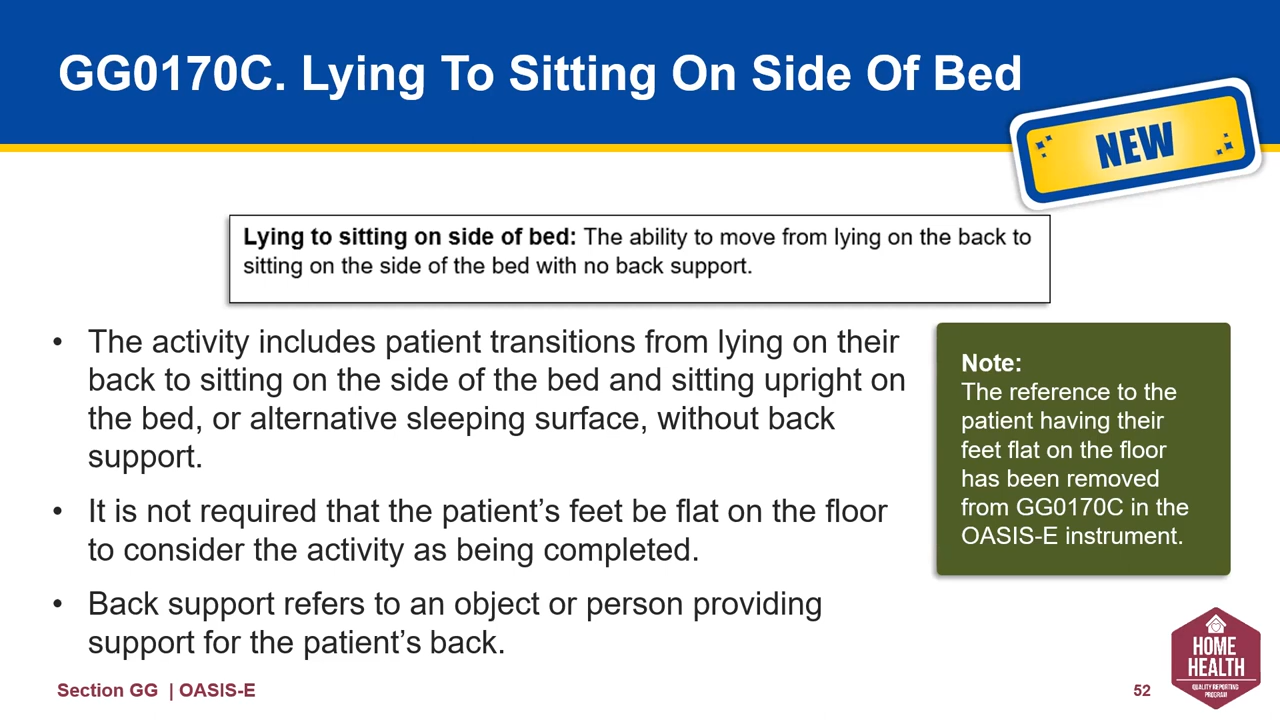 GG0170C. Lying To Sitting On Side Of Bed
NEW
Lying to sitting on side of bed: The ability to move from lying on the back to
sitting on the side of the bed with no back support.
• The activity includes patient transitions from lying on their
back to sitting on the side of the bed and sitting upright on
the bed, or alternative sleeping surface, without back
support.
• It is not required that the patient’s feet be flat on the floor
to consider the activity as being completed.
• Back support refers to an object or person providing
support for the patient’s back.
Note:
The reference to the
patient having their
feet flat on the floor
has been removed
from GG0170C in the
OASIS-E instrument.
Section GG | OASIS-E
52
HOME
HEALTH
QUALITY REPORTING
PROGRAM